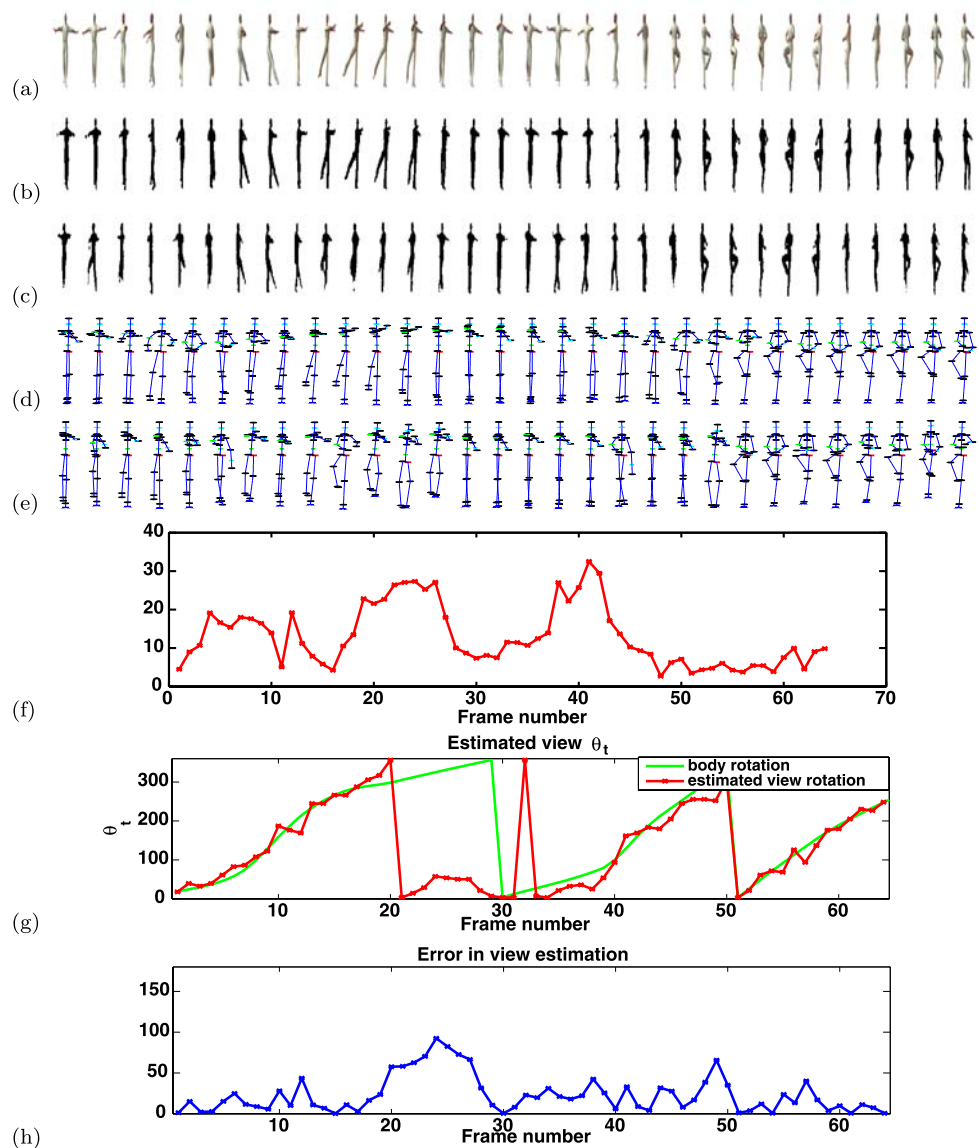 (a)
(b)
(c)
(d)
(e)
40
30
20
10
0
0 10 20 30 40 50 60 70
Frame number
(f)
Estimated view θt
body rotation
estimated view rotation
300
200
100
0
θt
10 20 30 40 50 60
Frame number
(g)
Error in view estimation
150
100
50
0
10 20 30 40 50 60
Frame number
(h)